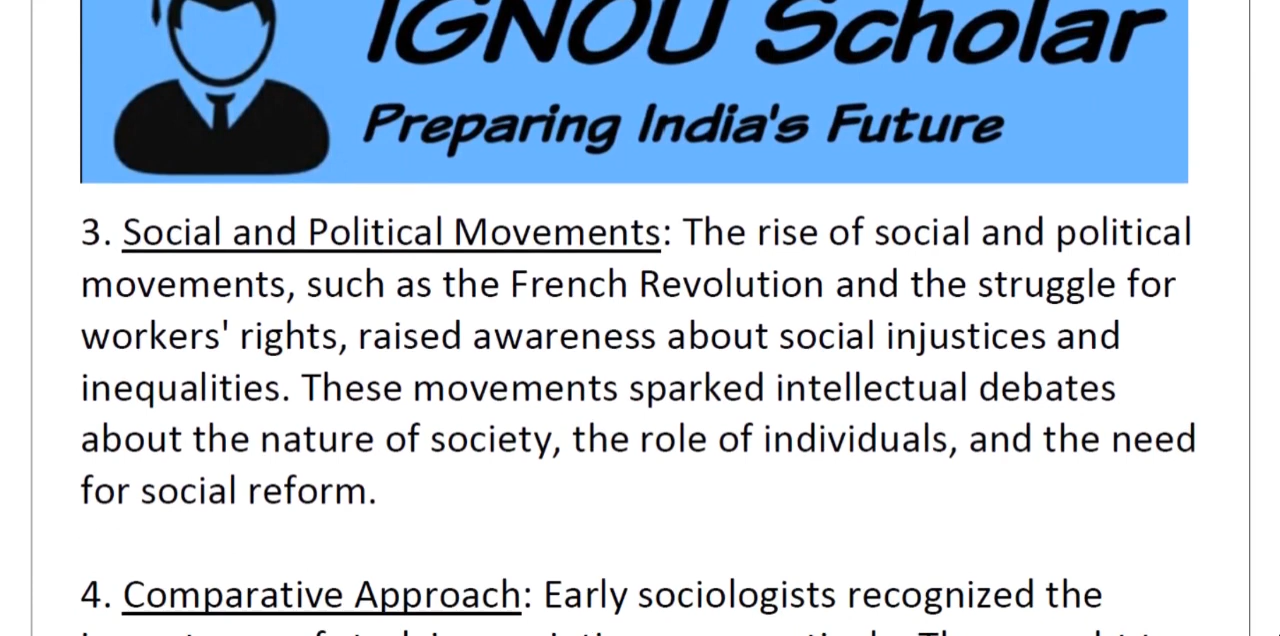 IGNOU Scholar
Preparing India's Future
3. Social and Political Movements: The rise of social and political
movements, such as the French Revolution and the struggle for
workers' rights, raised awareness about social injustices and
inequalities. These movements sparked intellectual debates
about the nature of society, the role of individuals, and the need
for social reform.
4. Comparative Approach: Early sociologists recognized the